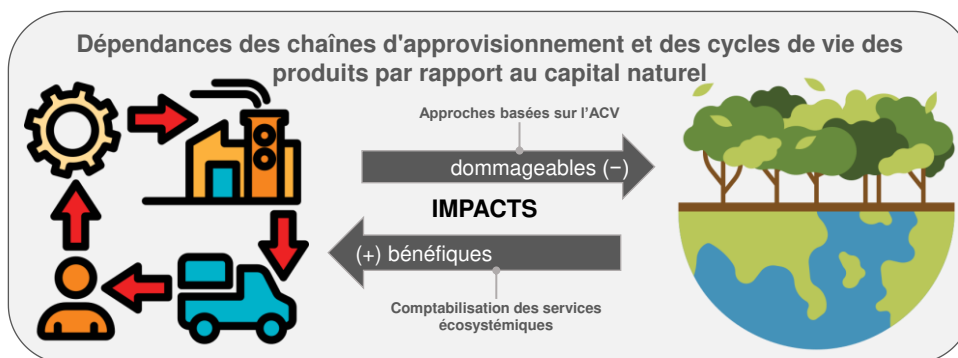 Dépendances des chaînes d'approvisionnement et des cycles de vie des
produits par rapport au capital naturel
Approches basées sur l'ACV
dommageables (−)
IMPACTS
(+) bénéfiques
Comptabilisation des services
écosystémiques